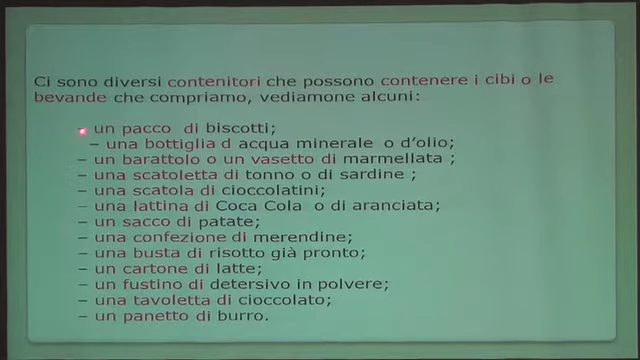 Ci sono diversi contenitori che possono contenere i cibi o le
bevande che compriamo, vediamone alcuni:
– un pacco di biscotti;
– una bottiglia d acqua minerale o d'olio;
– un barattolo o un vasetto di marmellata ;
– una scatoletta di tonno o di sardine ;
– una scatola di cioccolatini;
– una lattina di Coca Cola o di aranciata;
– un sacco di patate;
– una confezione di merendine;
– una busta di risotto già pronto;
– un cartone di latte;
– un fustino di detersivo in polvere;
– una tavoletta di cioccolato;
– un panetto di burro.